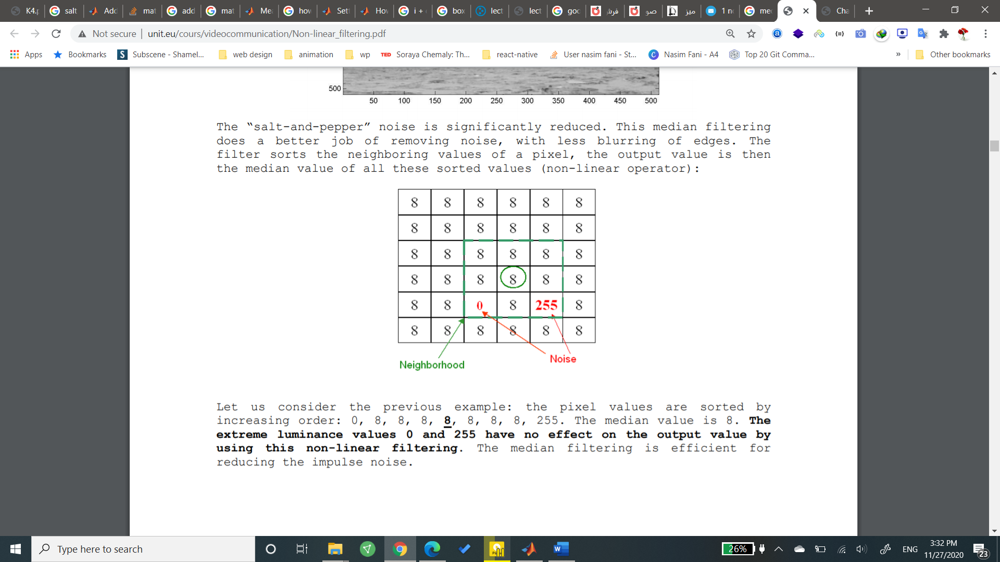 K4.p
salt
Add
mat
add
mat
Me
how
Set
How
i +
box
lect
lect
goo
فرش
صو
میز
1 n
me
Cha
Not secure | unit.eu/cours/videocommunication/Non-linear_filtering.pdf
Apps
Bookmarks
Subscene - Shamel...
web design
animation
wp
TED Soraya Chemaly: Th...
react-native
User nasim fani - St...
Nasim Fani - A4
Top 20 Git Comma...
»
Other bookmarks
500
50 100 150 200 250 300 350 400 450 500
The “salt-and-pepper” noise is significantly reduced. This median filtering
does a better job of removing noise, with less blurring of edges. The
filter sorts the neighboring values of a pixel, the output value is then
the median value of all these sorted values (non-linear operator):
8 8 8 8 8 8
8 8 8 8 8 8
8 8 8 8 8 8
8 8 8 8 8 8
8 8 0 8 255 8
8 8 8 8 8 8
Neighborhood
Noise
Let us consider the previous example: the pixel values are sorted by
increasing order: 0, 8, 8, 8, 8, 8, 8, 8, 255. The median value is 8. The
extreme luminance values 0 and 255 have no effect on the output value by
using this non-linear filtering. The median filtering is efficient for
reducing the impulse noise.
Type here to search
26%
ENG
3:32 PM
11/27/2020
23